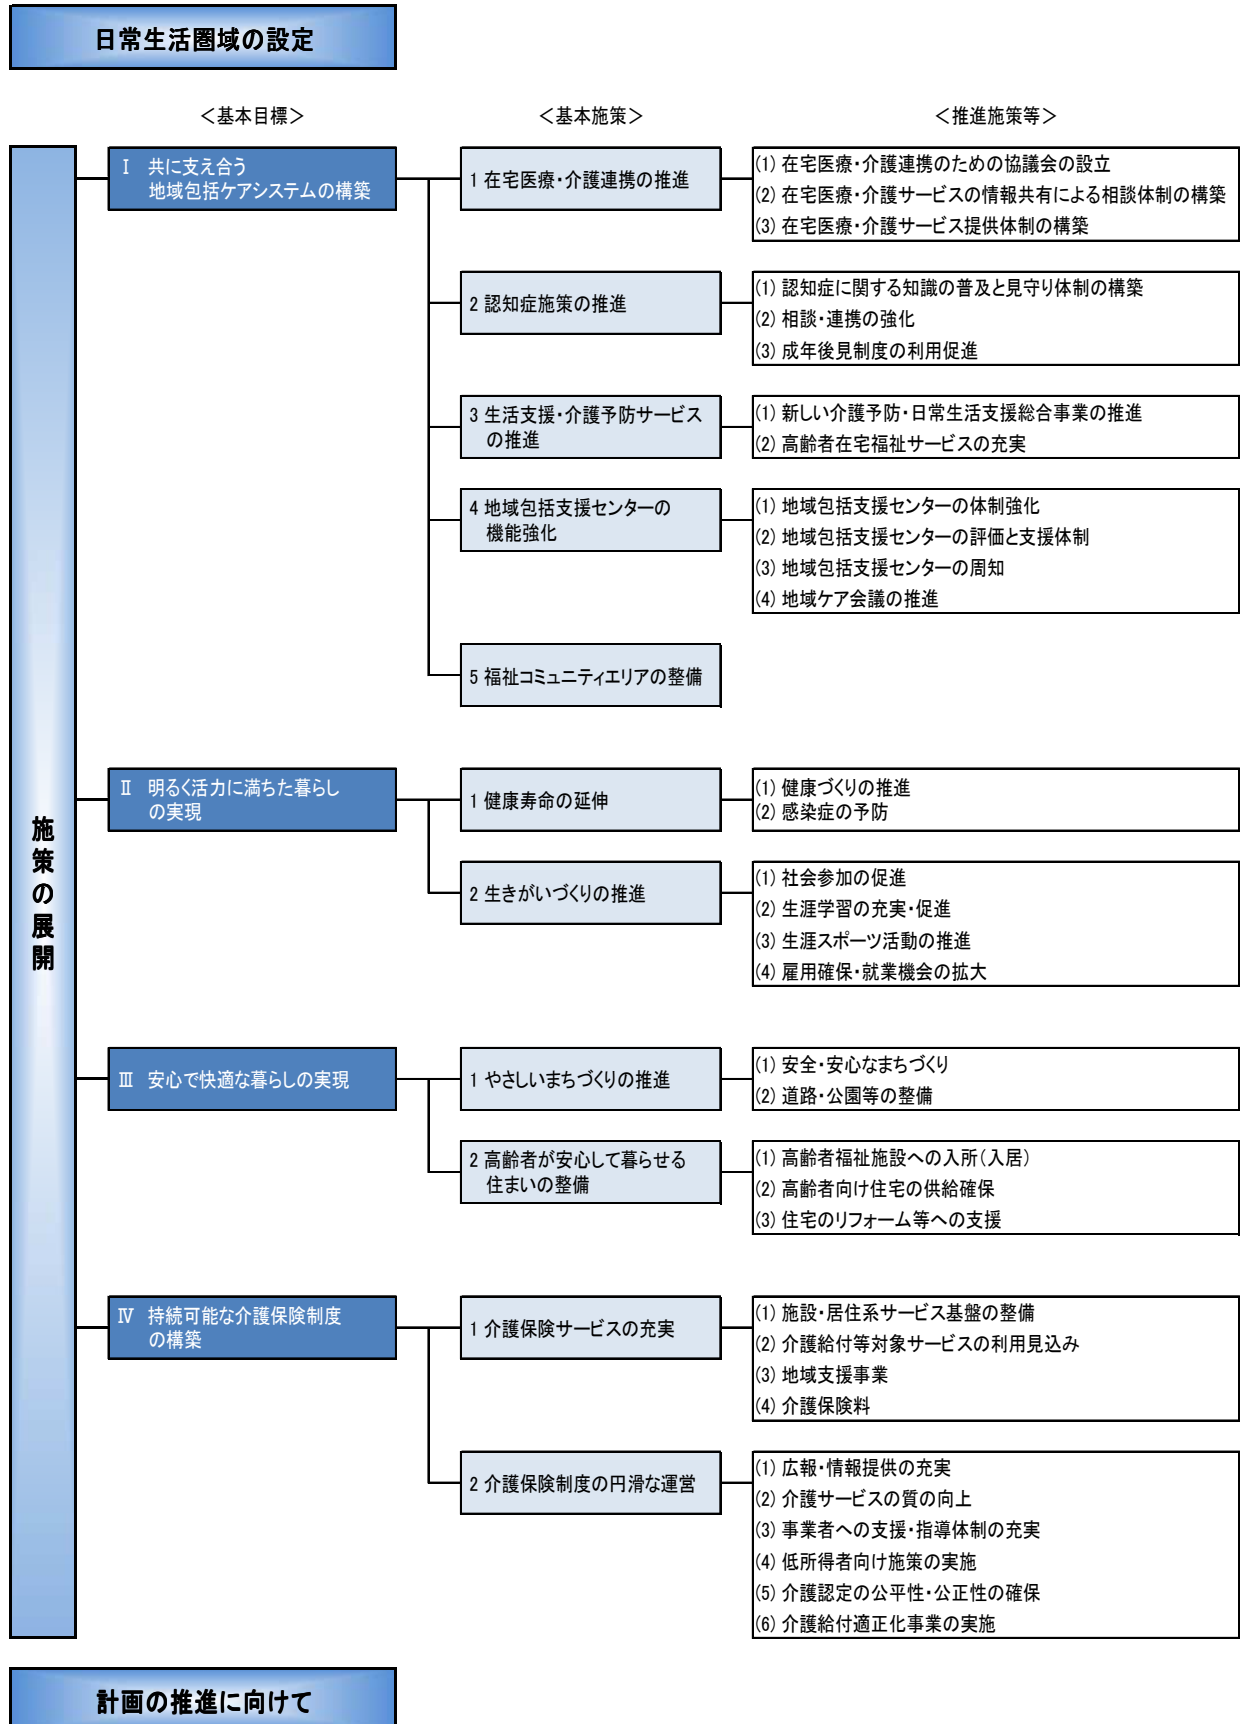 日常生活圏域の設定
＜基本目標＞
＜基本施策＞
＜推進施策等＞
施策の展開
Ⅰ 共に支え合う
地域包括ケアシステムの構築
1 在宅医療・介護連携の推進
(1) 在宅医療・介護連携のための協議会の設立
(2) 在宅医療・介護サービスの情報共有による相談体制の構築
(3) 在宅医療・介護サービス提供体制の構築
2 認知症施策の推進
(1) 認知症に関する知識の普及と見守り体制の構築
(2) 相談・連携の強化
(3) 成年後見制度の利用促進
3 生活支援・介護予防サービス
の推進
(1) 新しい介護予防・日常生活支援総合事業の推進
(2) 高齢者在宅福祉サービスの充実
4 地域包括支援センターの
機能強化
(1) 地域包括支援センターの体制強化
(2) 地域包括支援センターの評価と支援体制
(3) 地域包括支援センターの周知
(4) 地域ケア会議の推進
5 福祉コミュニティエリアの整備
Ⅱ 明るく活力に満ちた暮らし
の実現
1 健康寿命の延伸
(1) 健康づくりの推進
(2) 感染症の予防
2 生きがいづくりの推進
(1) 社会参加の促進
(2) 生涯学習の充実・促進
(3) 生涯スポーツ活動の推進
(4) 雇用確保・就業機会の拡大
Ⅲ 安心で快適な暮らしの実現
1 やさしいまちづくりの推進
(1) 安全・安心なまちづくり
(2) 道路・公園等の整備
2 高齢者が安心して暮らせる
住まいの整備
(1) 高齢者福祉施設への入所（入居）
(2) 高齢者向け住宅の供給確保
(3) 住宅のリフォーム等への支援
Ⅳ 持続可能な介護保険制度
の構築
1 介護保険サービスの充実
(1) 施設・居住系サービス基盤の整備
(2) 介護給付等対象サービスの利用見込み
(3) 地域支援事業
(4) 介護保険料
2 介護保険制度の円滑な運営
(1) 広報・情報提供の充実
(2) 介護サービスの質の向上
(3) 事業者への支援・指導体制の充実
(4) 低所得者向け施策の実施
(5) 介護認定の公平性・公正性の確保
(6) 介護給付適正化事業の実施
計画の推進に向けて